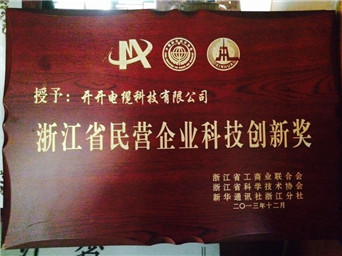 授予：开开电缆科技有限公司
浙江省民营企业科技创新奖
浙江省工商业联合会
浙江省科学技术协会
新华通讯社浙江分社
二〇一三年十二月